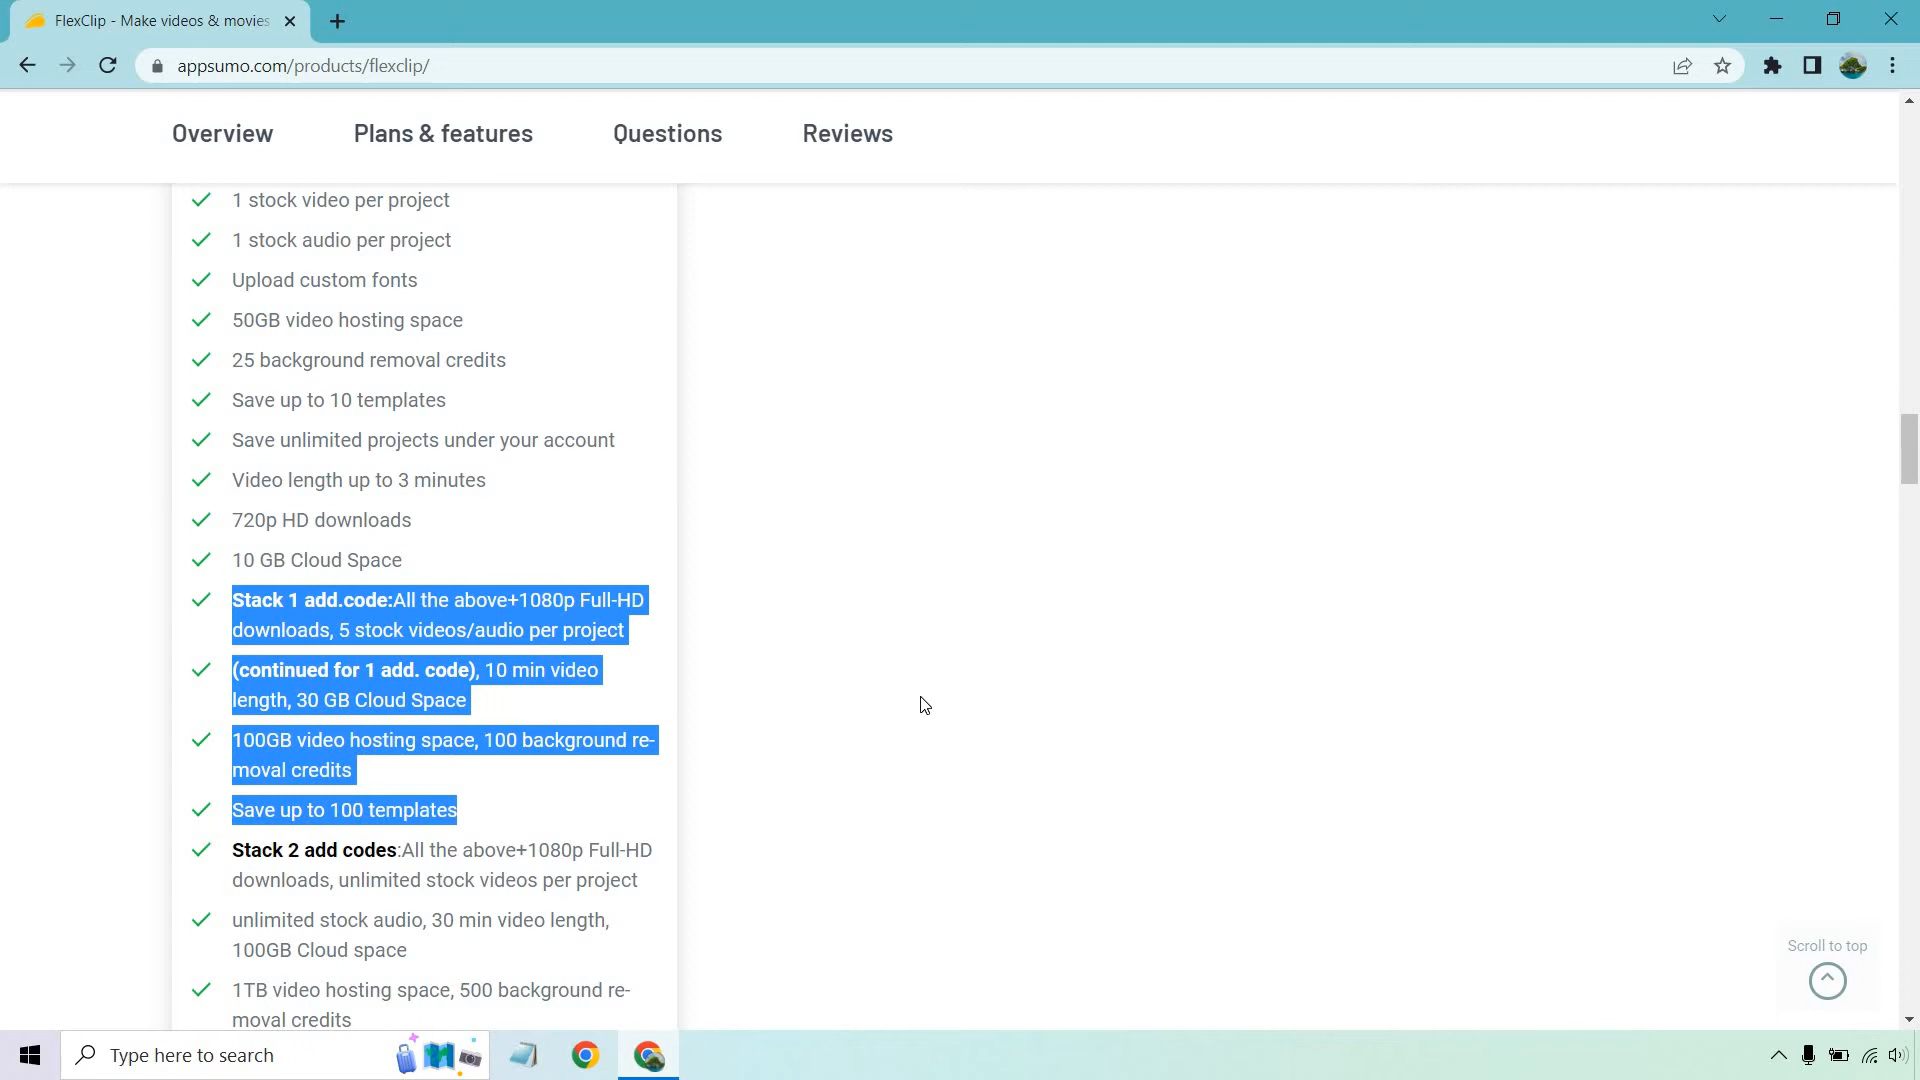 FlexClip - Make videos & movies
appsumo.com/products/flexclip/
Overview
Plans & features
Questions
Reviews
1 stock video per project
1 stock audio per project
Upload custom fonts
50GB video hosting space
25 background removal credits
Save up to 10 templates
Save unlimited projects under your account
Video length up to 3 minutes
720p HD downloads
10 GB Cloud Space
Stack 1 add.code:All the above+1080p Full-HD
downloads, 5 stock videos/audio per project
(continued for 1 add. code), 10 min video
length, 30 GB Cloud Space
100GB video hosting space, 100 background re-
moval credits
Save up to 100 templates
Stack 2 add codes:All the above+1080p Full-HD
downloads, unlimited stock videos per project
unlimited stock audio, 30 min video length,
100GB Cloud space
1TB video hosting space, 500 background re-
moval credits
Scroll to top
Type here to search